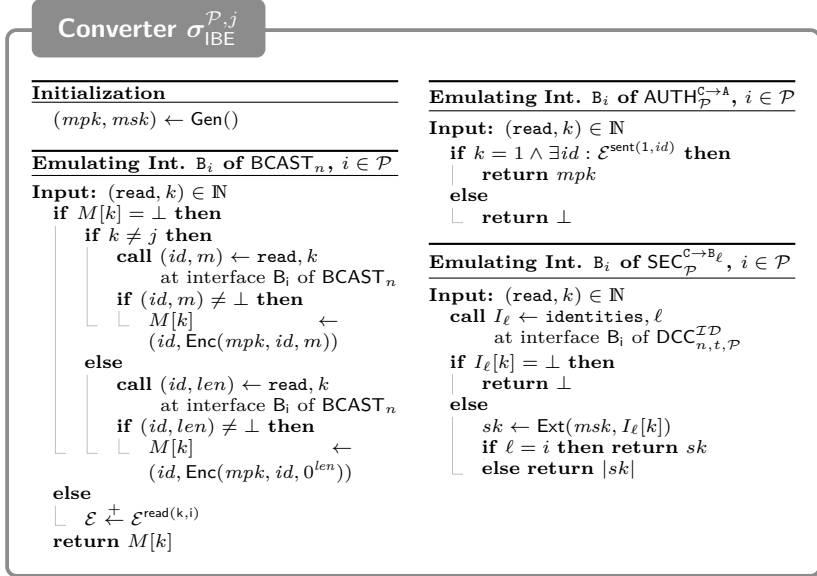 Converter σ_IBE^{𝒫,j}
Initialization
(mpk, msk) ← Gen()
Emulating Int. B_i of BCAST_n, i ∈ 𝒫
Input: (read, k) ∈ ℕ
if M[k] = ⊥ then
if k ≠ j then
call (id, m) ← read, k
at interface B_i of BCAST_n
if (id, m) ≠ ⊥ then
M[k] ←
(id, Enc(mpk, id, m))
else
call (id, len) ← read, k
at interface B_i of BCAST_n
if (id, len) ≠ ⊥ then
M[k] ←
(id, Enc(mpk, id, 0^{len}))
else
ℰ ←^+ ℰ^{read(k,i)}
return M[k]
Emulating Int. B_i of AUTH_𝒫^{C→A}, i ∈ 𝒫
Input: (read, k) ∈ ℕ
if k = 1 ∧ ∃id : ℰ^{sent(1,id)} then
return mpk
else
return ⊥
Emulating Int. B_i of SEC_𝒫^{C→B_ℓ}, i ∈ 𝒫
Input: (read, k) ∈ ℕ
call I_ℓ ← identities, ℓ
at interface B_i of DCC_{n,t,𝒫}^{ℐ𝒟}
if I_ℓ[k] = ⊥ then
return ⊥
else
sk ← Ext(msk, I_ℓ[k])
if ℓ = i then return sk
else return |sk|